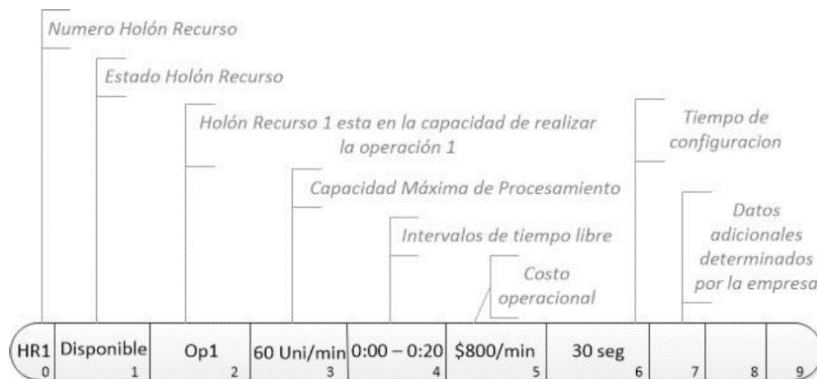 Numero Holón Recurso
Estado Holón Recurso
Holón Recurso 1 esta en la capacidad de realizar
la operación 1
Tiempo de
configuracion
Capacidad Máxima de Procesamiento
Intervalos de tiempo libre
Datos
adicionales
determinados
por la empresa
Costo
operacional
HR1 Disponible Op1 60 Uni/min 0:00 – 0:20 $800/min 30 seg
0 1 2 3 4 5 6 7 8 9